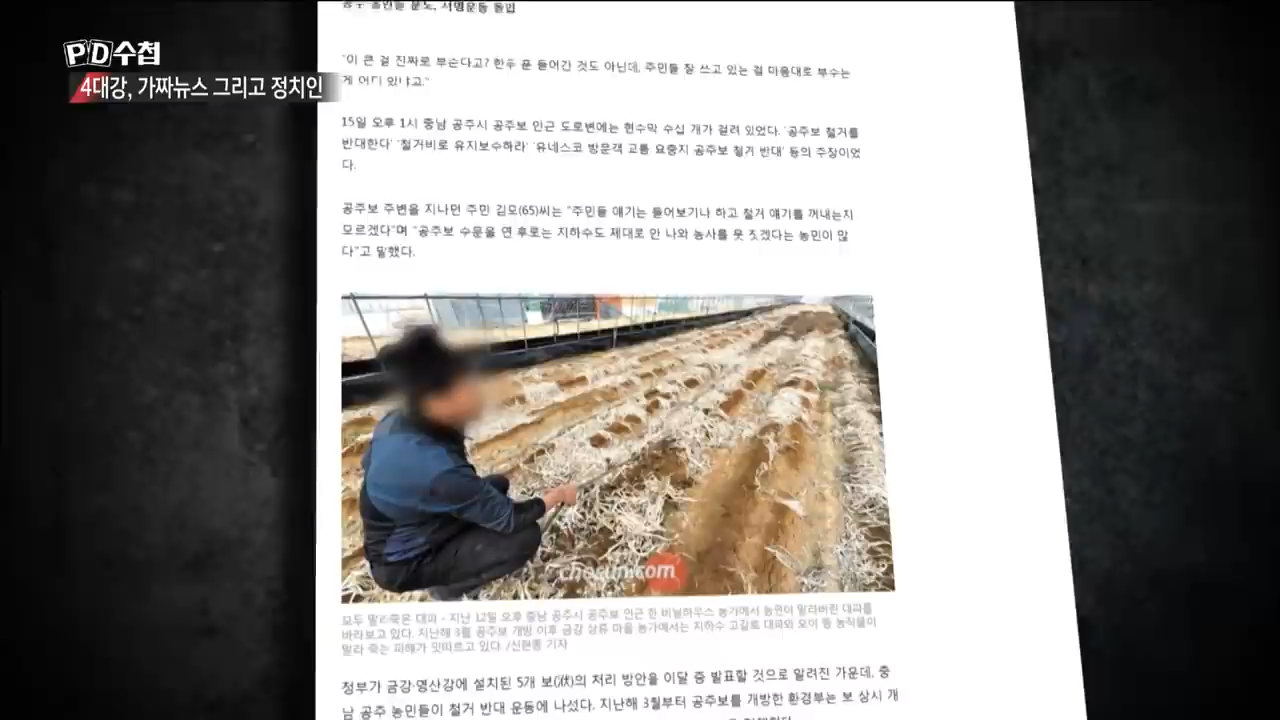 공주 농민들 분노, 서명운동 돌입
PD수첩
4대강, 가짜뉴스 그리고 정치인
"이 큰 걸 진짜로 부순다고? 한두 푼 들어간 것도 아닌데, 주민들 잘 쓰고 있는 걸 마음대로 부수는
게 어디 있냐고."
15일 오후 1시 충남 공주시 공주보 인근 도로변에는 현수막 수십 개가 걸려 있었다. '공주보 철거를
반대한다' '철거비로 유지보수하라' '유네스코 방문객 교통 요충지 공주보 철거 반대' 등의 주장이었
다.
공주보 주변을 지나던 주민 김모(65)씨는 "주민들 얘기는 들어보기나 하고 철거 얘기를 꺼내는지
모르겠다"며 "공주보 수문을 연 후로는 지하수도 제대로 안 나와 농사를 못 짓겠다는 농민이 많
다"고 말했다.
chosun.com
모두 말라죽은 대파 - 지난 12일 오후 충남 공주시 공주보 인근 한 비닐하우스 농가에서 농민이 말라버린 대파를
바라보고 있다. 지난해 3월 공주보 개방 이후 금강 상류 마을 농가에서는 지하수 고갈로 대파와 오이 등 농작물이
말라 죽는 피해가 잇따르고 있다. /신현종 기자
정부가 금강·영산강에 설치된 5개 보(洑)의 처리 방안을 이달 중 발표할 것으로 알려진 가운데, 충
남 공주 농민들이 철거 반대 운동에 나섰다. 지난해 3월부터 공주보를 개방한 환경부는 보 상시 개